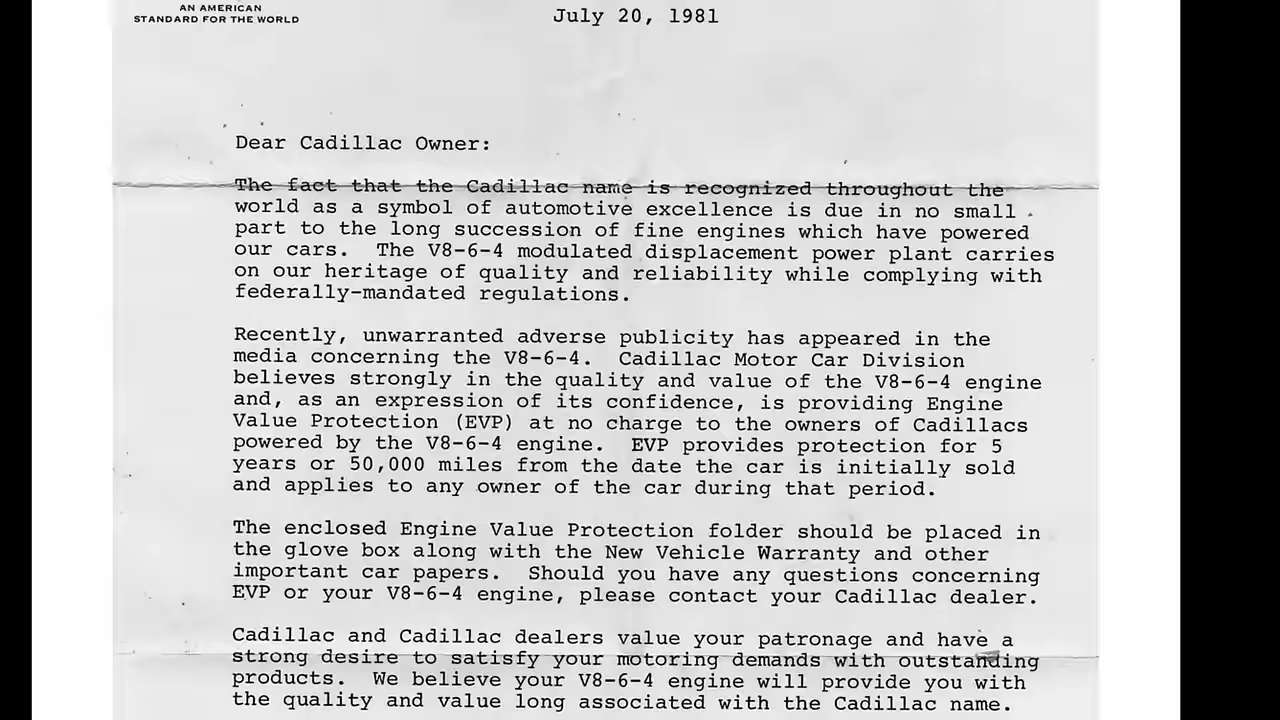 AN AMERICAN
STANDARD FOR THE WORLD
July 20, 1981
Dear Cadillac Owner:
The fact that the Cadillac name is recognized throughout the
world as a symbol of automotive excellence is due in no small
part to the long succession of fine engines which have powered
our cars. The V8-6-4 modulated displacement power plant carries
on our heritage of quality and reliability while complying with
federally-mandated regulations.
Recently, unwarranted adverse publicity has appeared in the
media concerning the V8-6-4. Cadillac Motor Car Division
believes strongly in the quality and value of the V8-6-4 engine
and, as an expression of its confidence, is providing Engine
Value Protection (EVP) at no charge to the owners of Cadillacs
powered by the V8-6-4 engine. EVP provides protection for 5
years or 50,000 miles from the date the car is initially sold
and applies to any owner of the car during that period.
The enclosed Engine Value Protection folder should be placed in
the glove box along with the New Vehicle Warranty and other
important car papers. Should you have any questions concerning
EVP or your V8-6-4 engine, please contact your Cadillac dealer.
Cadillac and Cadillac dealers value your patronage and have a
strong desire to satisfy your motoring demands with outstanding
products. We believe your V8-6-4 engine will provide you with
the quality and value long associated with the Cadillac name.